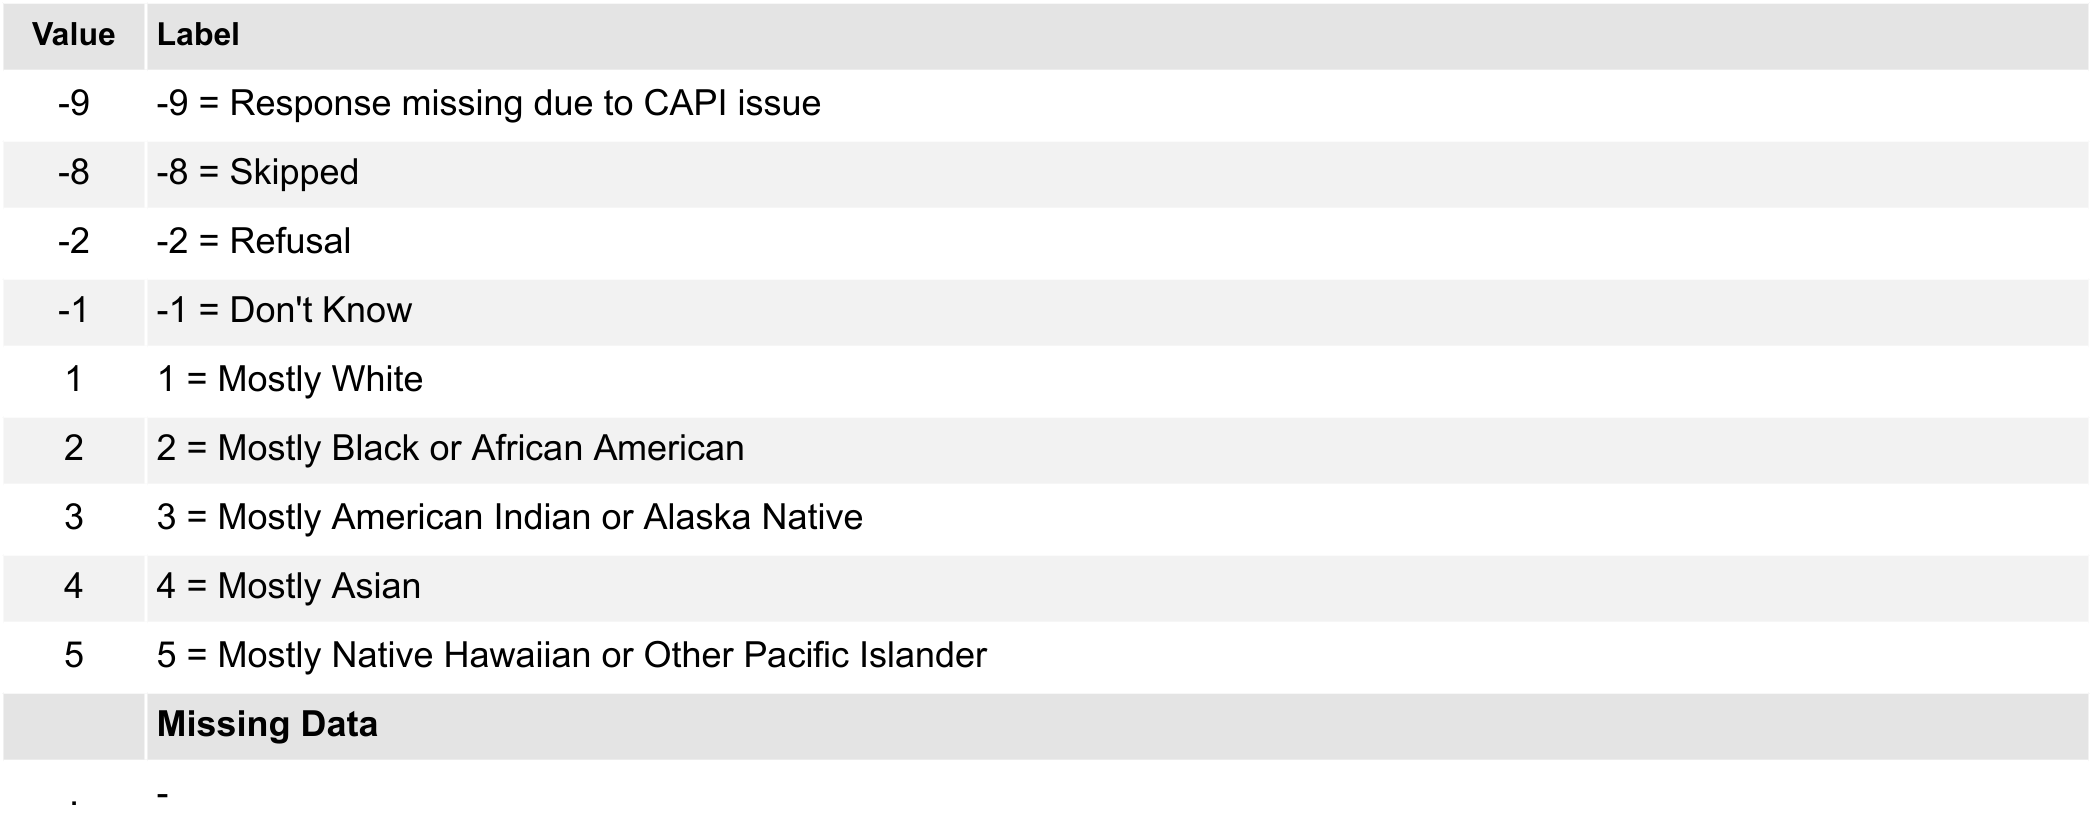 Value Label
-9 -9 = Response missing due to CAPI issue
-8 -8 = Skipped
-2 -2 = Refusal
-1 -1 = Don't Know
1 1 = Mostly White
2 2 = Mostly Black or African American
3 3 = Mostly American Indian or Alaska Native
4 4 = Mostly Asian
5 5 = Mostly Native Hawaiian or Other Pacific Islander
Missing Data
. -